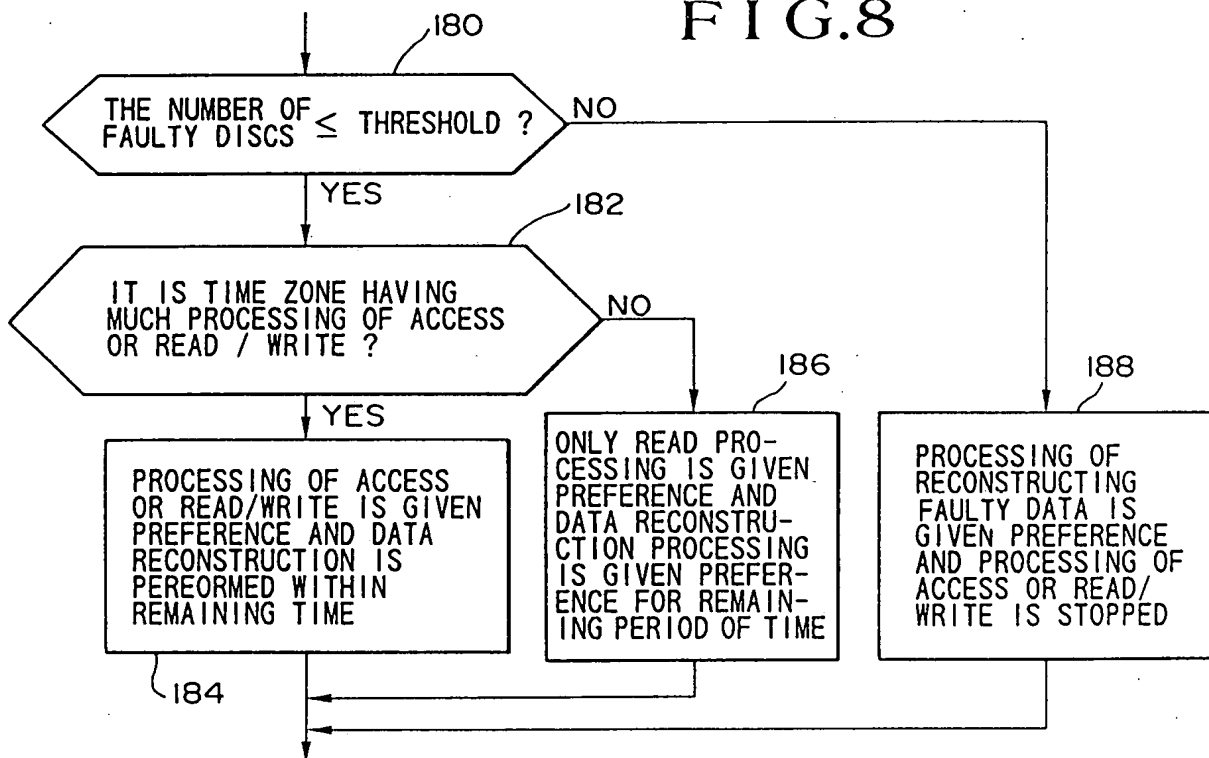 FIG.8
180
THE NUMBER OF
FAULTY DISCS ≤ THRESHOLD ?
NO
YES
182
IT IS TIME ZONE HAVING
MUCH PROCESSING OF ACCESS
OR READ / WRITE ?
NO
YES
184
PROCESSING OF ACCESS
OR READ/WRITE IS GIVEN
PREFERENCE AND DATA
RECONSTRUCTION IS
PEREORMED WITHIN
REMAINING TIME
186
ONLY READ PRO-
CESSING IS GIVEN
PREFERENCE AND
DATA RECONSTRU-
CTION PROCESSING
IS GIVEN PREFER-
ENCE FOR REMAIN-
ING PERIOD OF TIME
188
PROCESSING OF
RECONSTRUCTING
FAULTY DATA IS
GIVEN PREFERENCE
AND PROCESSING OF
ACCESS OR READ/
WRITE IS STOPPED